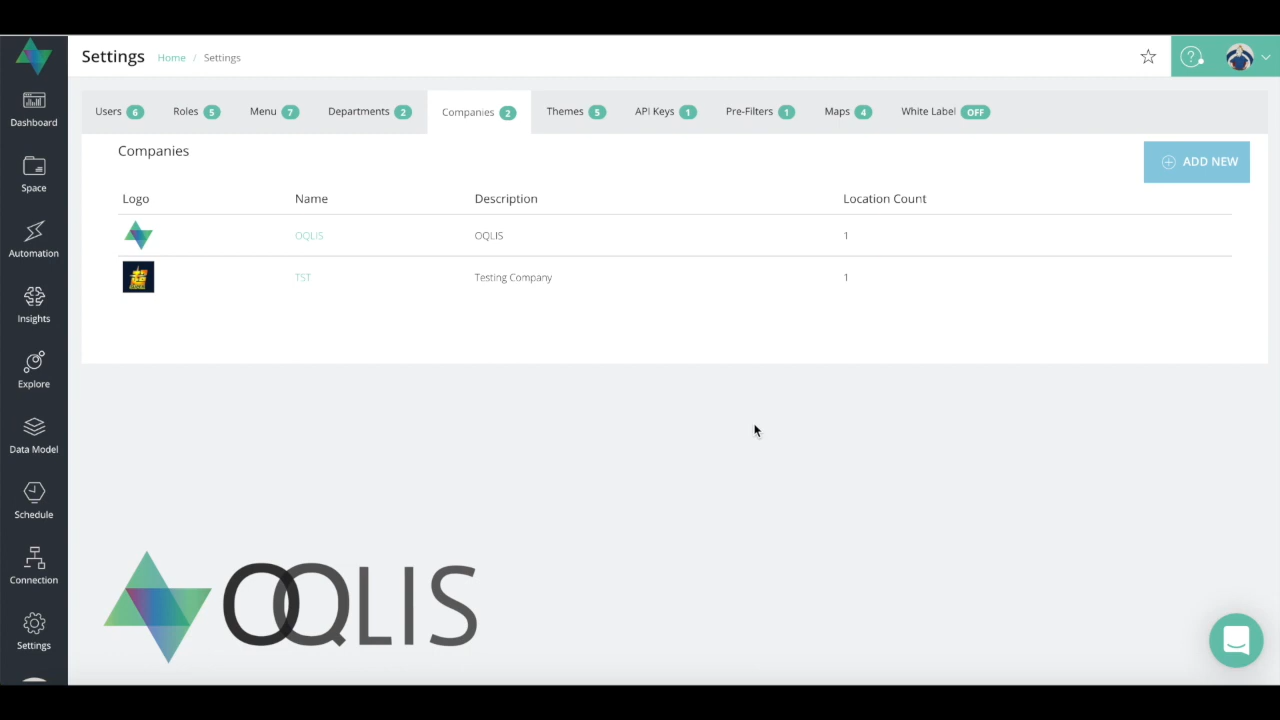 Settings Home / Settings
Users 6 Roles 5 Menu 7 Departments 2 Companies 2 Themes 5 API Keys 1 Pre-Filters 1 Maps 4 White Label OFF
Dashboard
Space
Automation
Insights
Explore
Data Model
Schedule
Connection
Settings
Companies
ADD NEW
Logo Name Description Location Count
OQLIS OQLIS 1
TST Testing Company 1
OQLIS